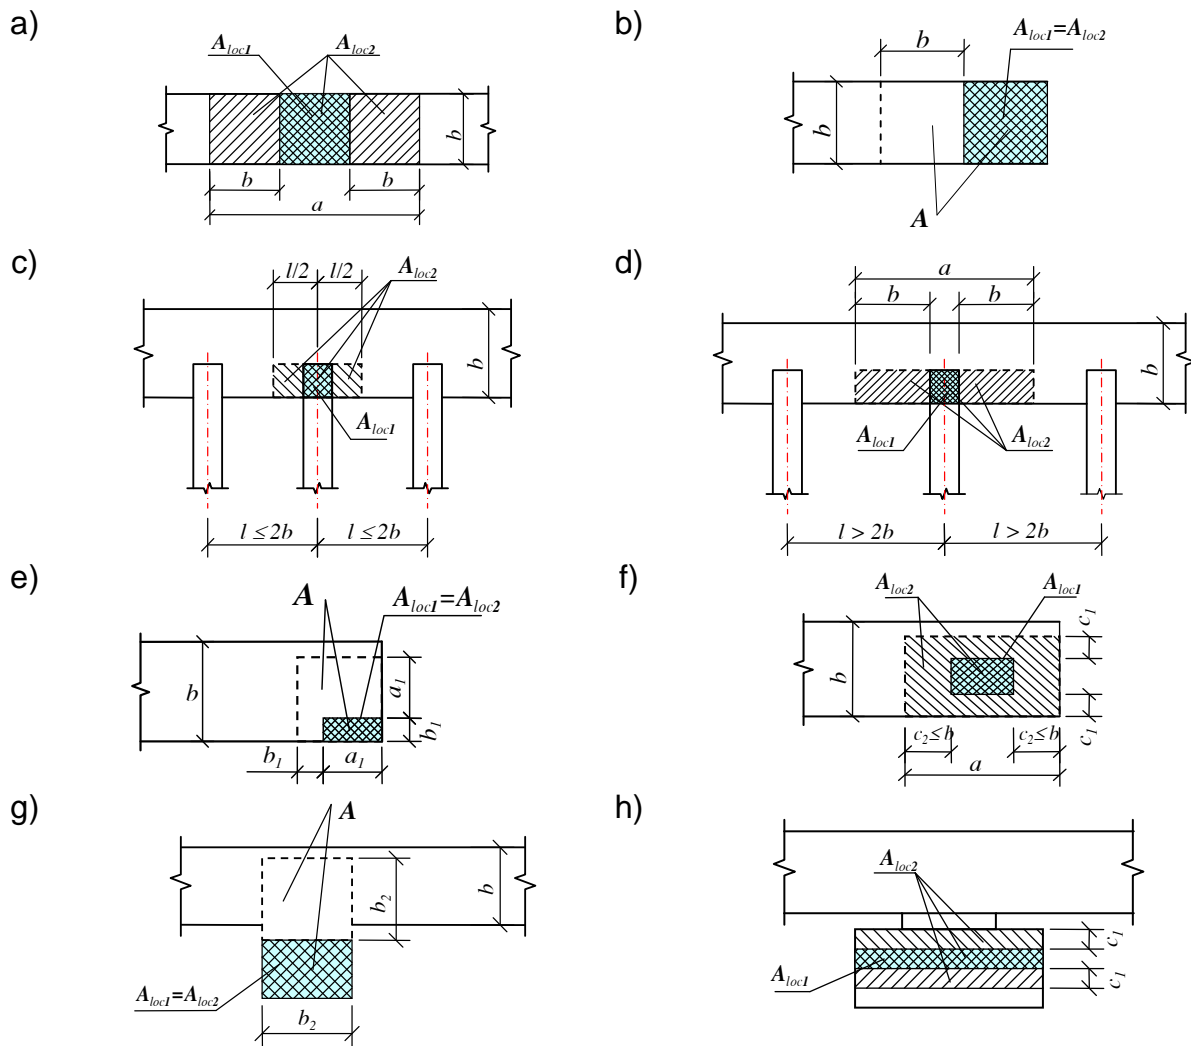 a)
A_loc1 A_loc2
b
b b
a
b)
b
A_loc1=A_loc2
b
A
c)
l/2 l/2 A_loc2
b
A_loc1
l ≤ 2b l ≤ 2b
d)
a
b b
b
A_loc1 A_loc2
l > 2b l > 2b
e)
A A_loc1=A_loc2
b
a_1
b_1
b_1 a_1
f)
A_loc2 A_loc1
c_1
b
c_1
c_2≤b c_2≤b
a
g)
A
b_2
b
A_loc1=A_loc2
b_2
h)
A_loc2
c_1
A_loc1
c_1